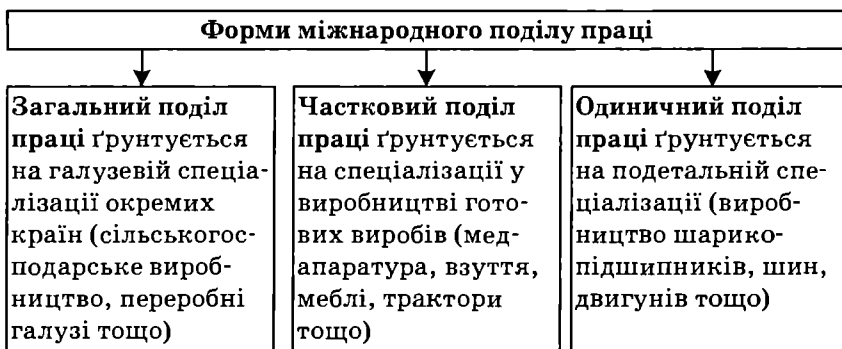 Форми міжнародного поділу праці
Загальний поділ
праці ґрунтується
на галузевій спеціа-
лізації окремих
країн (сільськогос-
подарське вироб-
ництво, переробні
галузі тощо)
Частковий поділ
праці ґрунтується
на спеціалізації у
виробництві гото-
вих виробів (мед-
апаратура, взуття,
меблі, трактори
тощо)
Одиничний поділ
праці ґрунтується
на подетальній спе-
ціалізації (вироб-
ництво шарико-
підшипників, шин,
двигунів тощо)